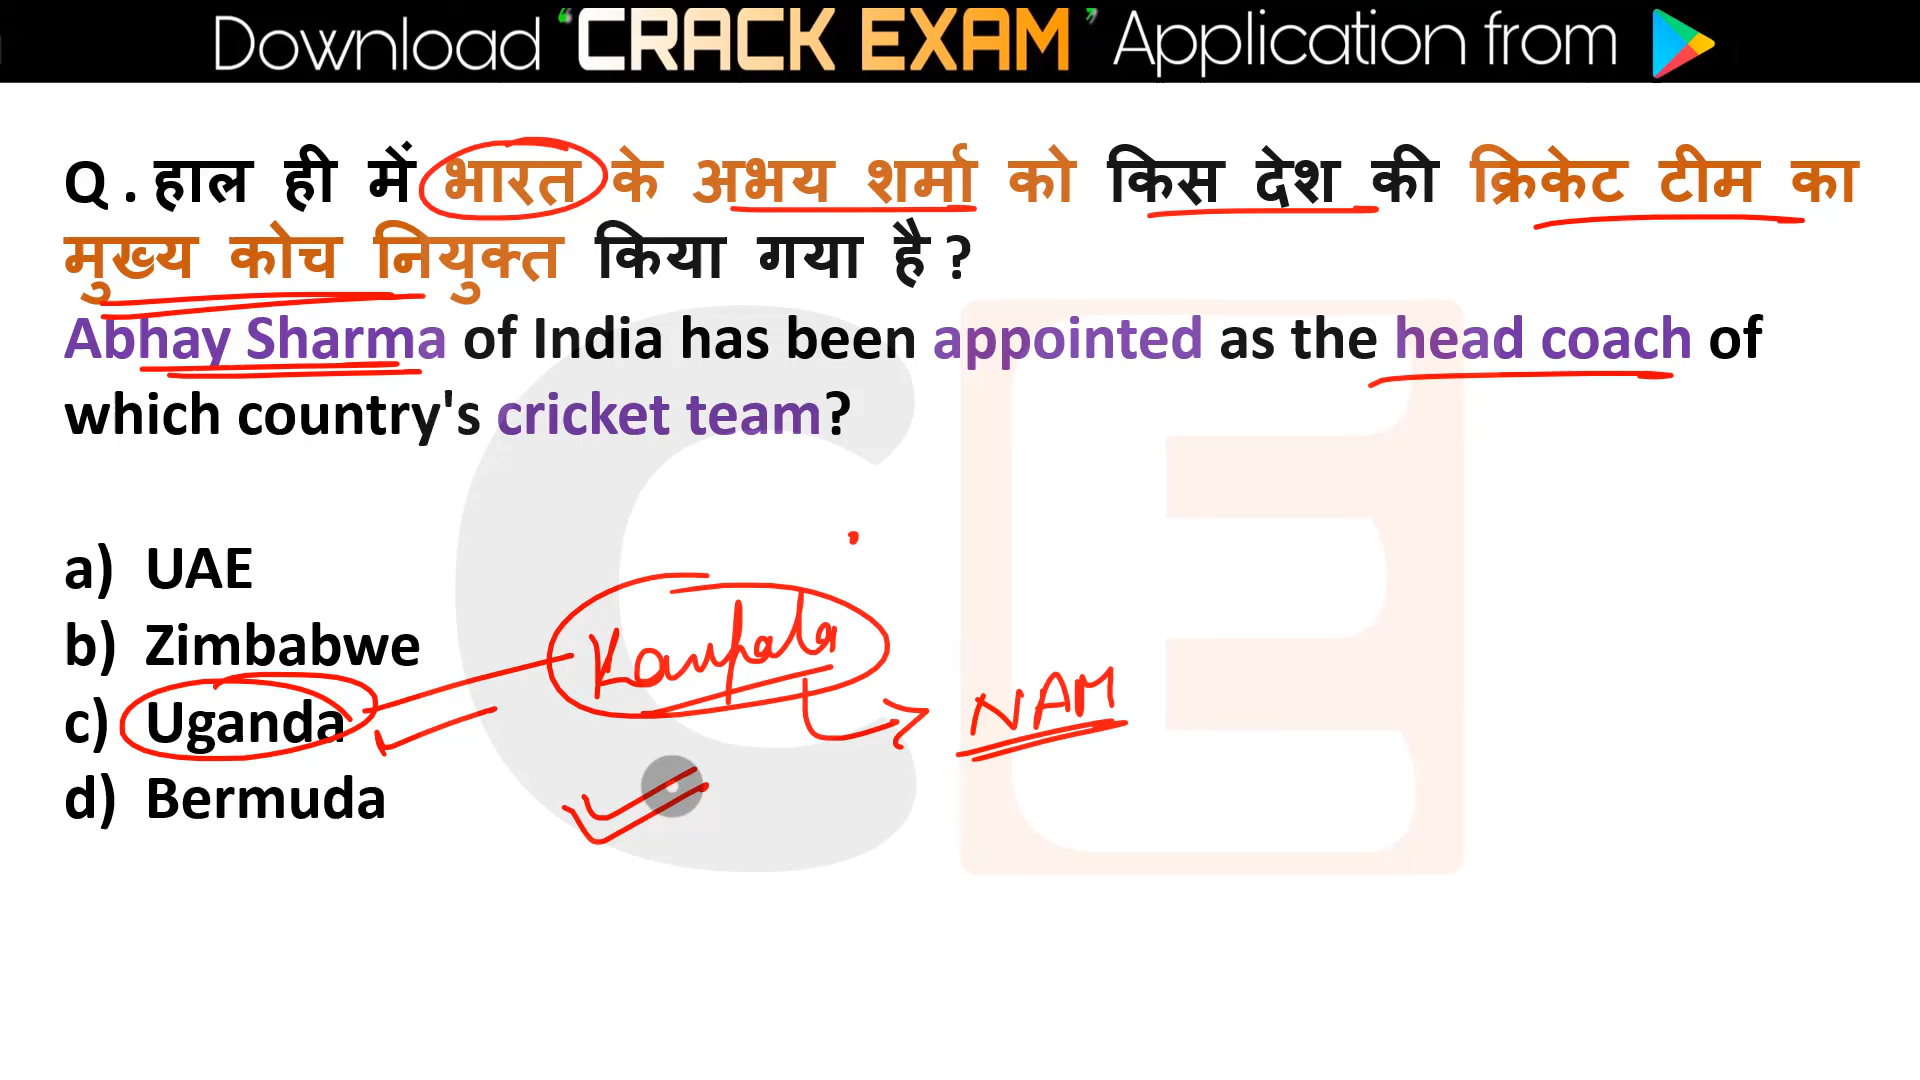 Download “CRACK EXAM” Application from
Q . हाल ही में भारत के अभय शर्मा को किस देश की क्रिकेट टीम का
मुख्य कोच नियुक्त किया गया है ?
Abhay Sharma of India has been appointed as the head coach of
which country's cricket team?
a) UAE
b) Zimbabwe
Kampala
c) Uganda
NAM
d) Bermuda
CE